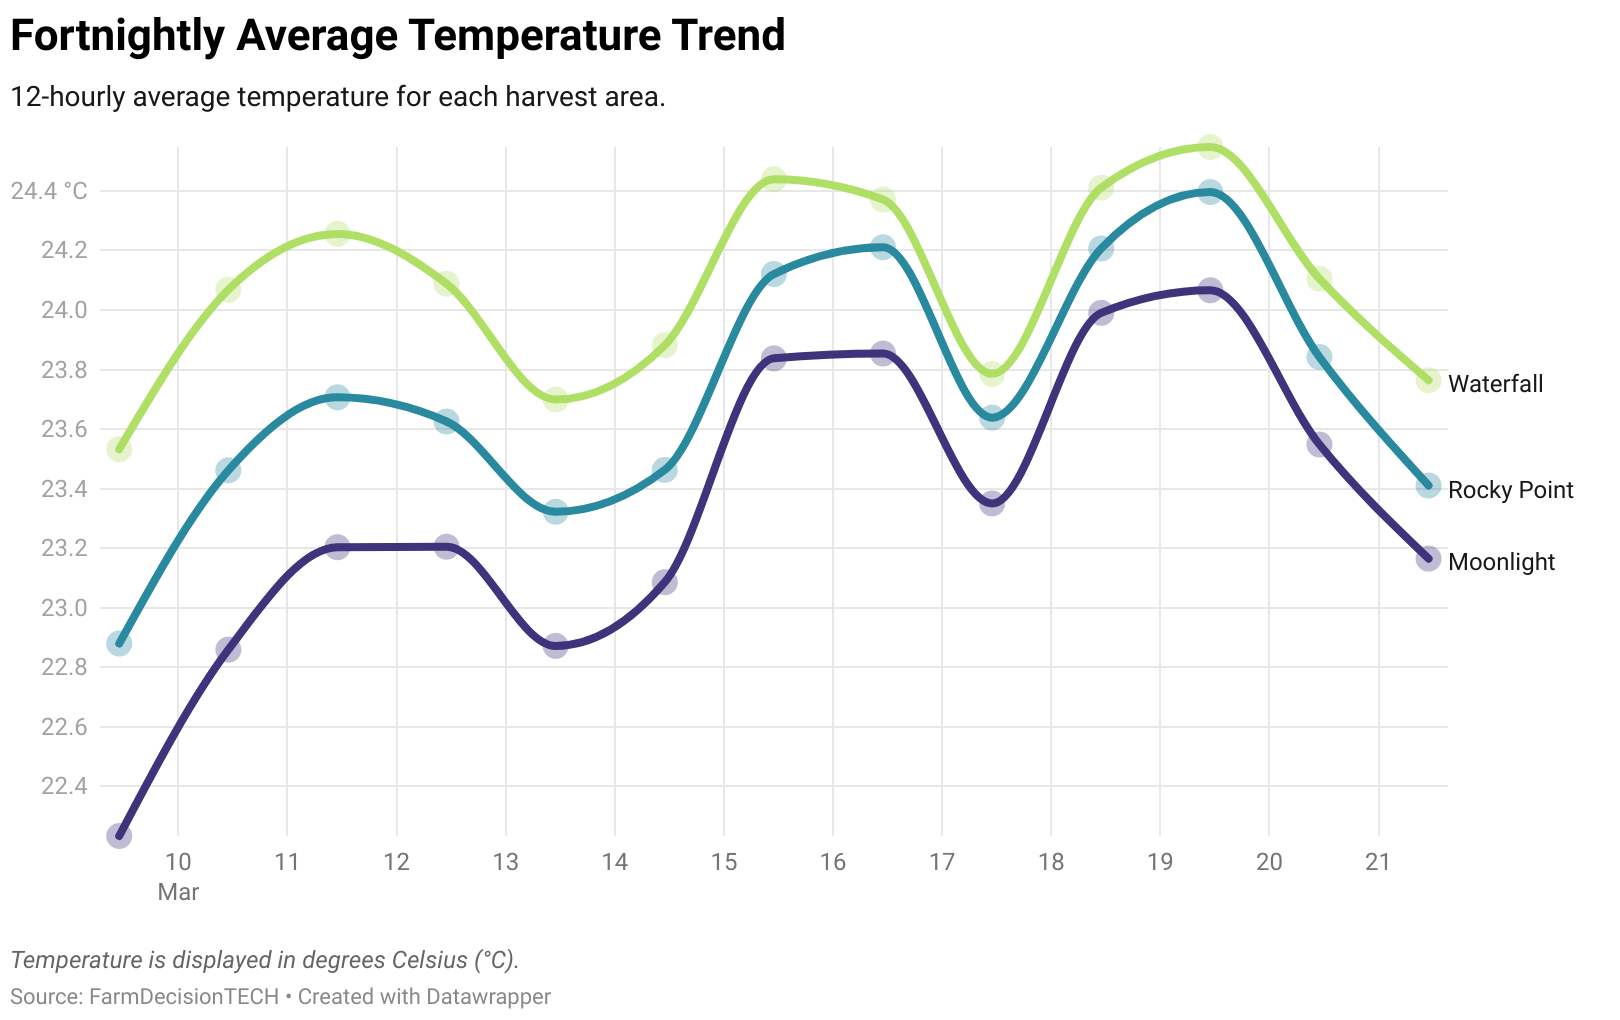 Fortnightly Average Temperature Trend
12-hourly average temperature for each harvest area.
24.4 °C
24.2
24.0
23.8
23.6
23.4
23.2
23.0
22.8
22.6
22.4
Waterfall
Rocky Point
Moonlight
10 11 12 13 14 15 16 17 18 19 20 21
Mar
Temperature is displayed in degrees Celsius (°C).
Source: FarmDecisionTECH • Created with Datawrapper